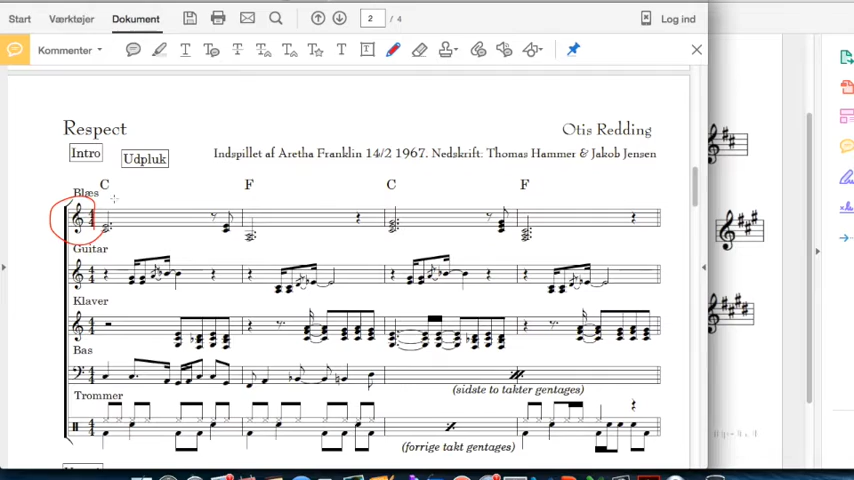 Start Værktøjer Dokument 2 / 4 Log ind
Kommenter
Respect
Otis Redding
Intro Udpluk
Indspillet af Aretha Franklin 14/2 1967. Nedskrift: Thomas Hammer & Jakob Jensen
C F C F
Blæs
Guitar
Klaver
Bas
(sidste to takter gentages)
Trommer
(forrige takt gentages)